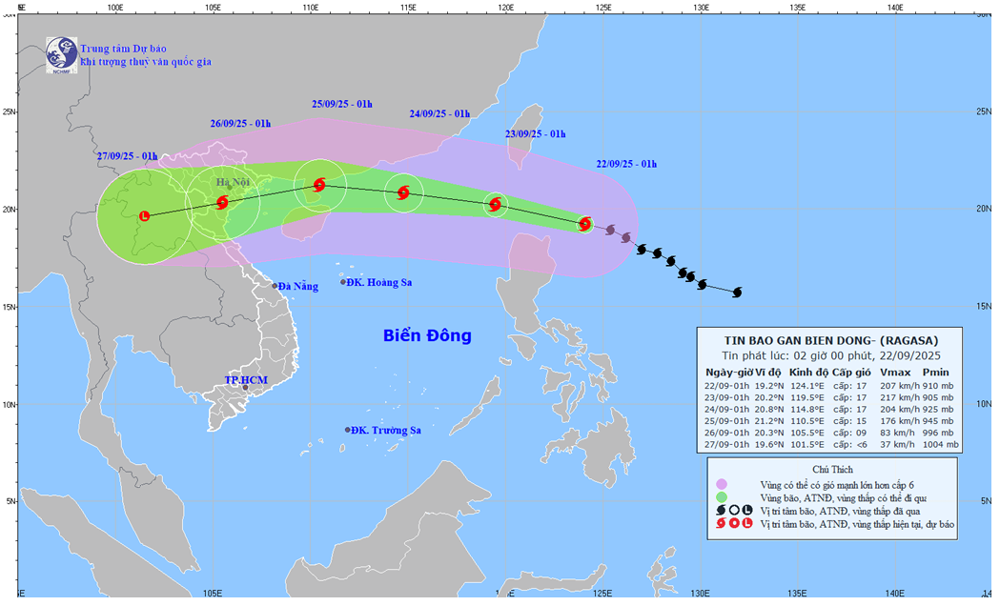 100E 105E 110E 115E 120E 125E 130E 135E 140E
30N
25N
20N
15N
10N
5N
Trung tâm Dự báo
khí tượng thuỷ văn quốc gia
NCHMF
27/09/25 - 01h
26/09/25 - 01h
25/09/25 - 01h
24/09/25 - 01h
23/09/25 - 01h
22/09/25 - 01h
Hà Nội
Đà Nẵng
ĐK. Hoàng Sa
Biển Đông
TP.HCM
ĐK. Trường Sa
TIN BAO GAN BIEN DONG- (RAGASA)
Tin phát lúc: 02 giờ 00 phút, 22/09/2025
Ngày-giờ Vĩ độ Kinh độ Cấp gió Vmax Pmin
22/09-01h 19.2°N 124.1°E cấp: 17 207 km/h 910 mb
23/09-01h 20.2°N 119.5°E cấp: 17 217 km/h 905 mb
24/09-01h 20.8°N 114.8°E cấp: 17 204 km/h 925 mb
25/09-01h 21.2°N 110.5°E cấp: 15 176 km/h 945 mb
26/09-01h 20.3°N 105.5°E cấp: 09 83 km/h 996 mb
27/09-01h 19.6°N 101.5°E cấp: <6 37 km/h 1004 mb
Chú Thích
Vùng có thể có gió mạnh lớn hơn cấp 6
Vùng bão, ATNĐ, vùng thấp có thể đi qua
Vị trí tâm bão, ATNĐ, vùng thấp đã qua
Vị trí tâm bão, ATNĐ, vùng thấp hiện tại, dự báo
25N
20N
15N
10N
5N
105E 110E 115E 125E 130E 135E 140E